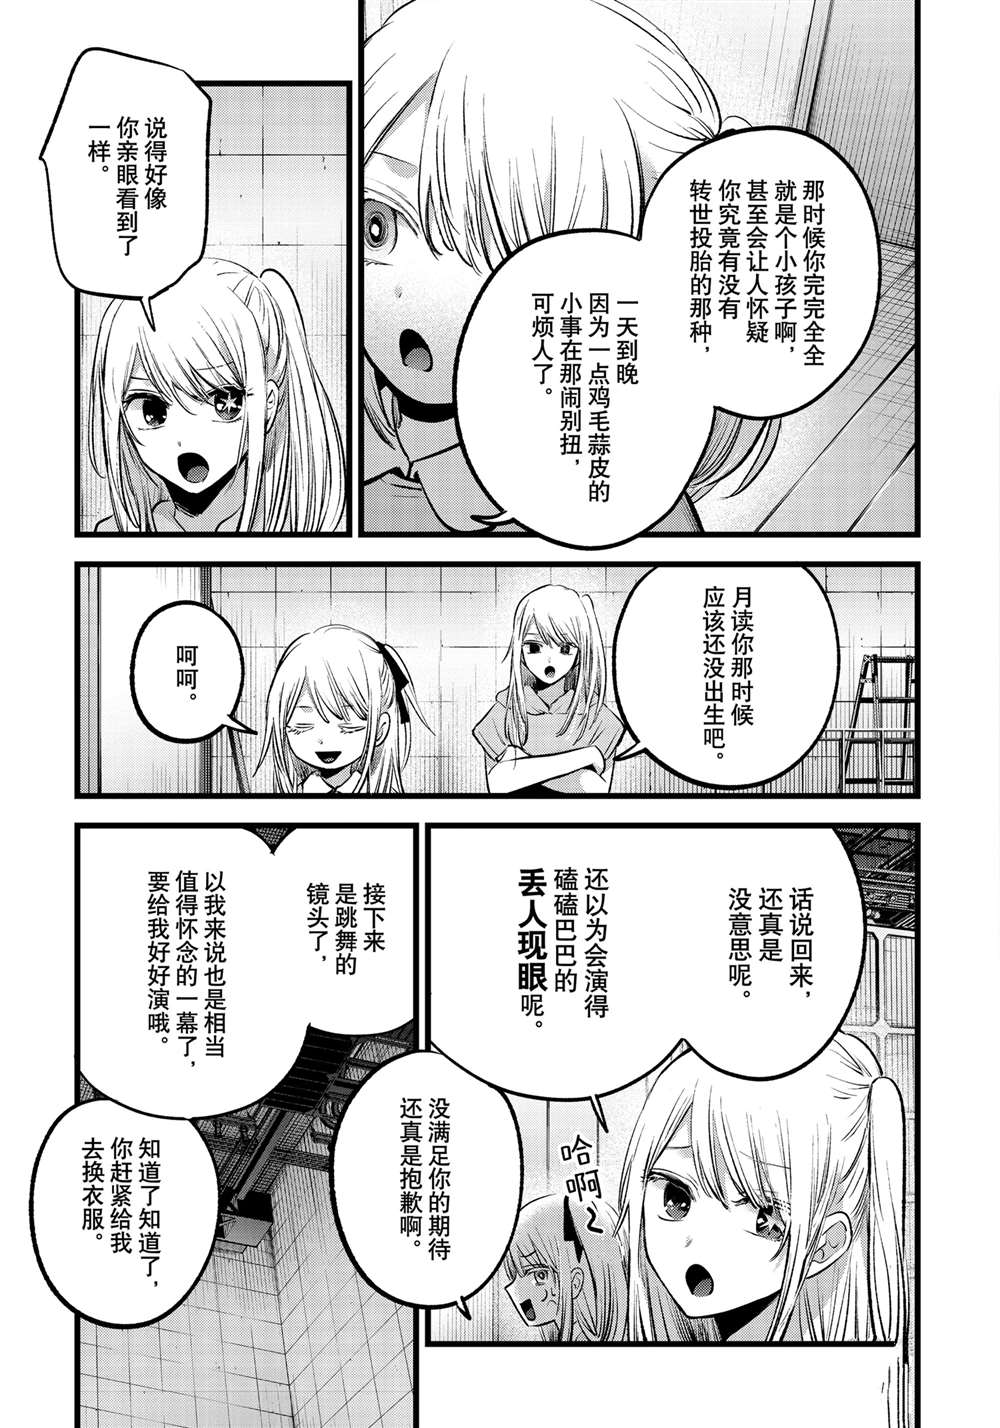 那时候你完完全全
就是个小孩子啊，
甚至会让人怀疑
你究竟有没有
转世投胎的那种，
一天到晚
因为一点鸡毛蒜皮的
小事在那闹别扭，
可烦人了。
说得好像
你亲眼看到了
一样。
月读你那时候
应该还没出生吧。
呵呵。
话说回来，
还真是
没意思呢。
还以为会演得
磕磕巴巴的
丢人现眼呢。
哈啊～
没满足你的期待
还真是抱歉啊。
接下来
是跳舞的
镜头了，
以我来说也是相当
值得怀念的一幕了，
要给我好好演哦。
知道了知道了，
你赶紧给我
去换衣服。